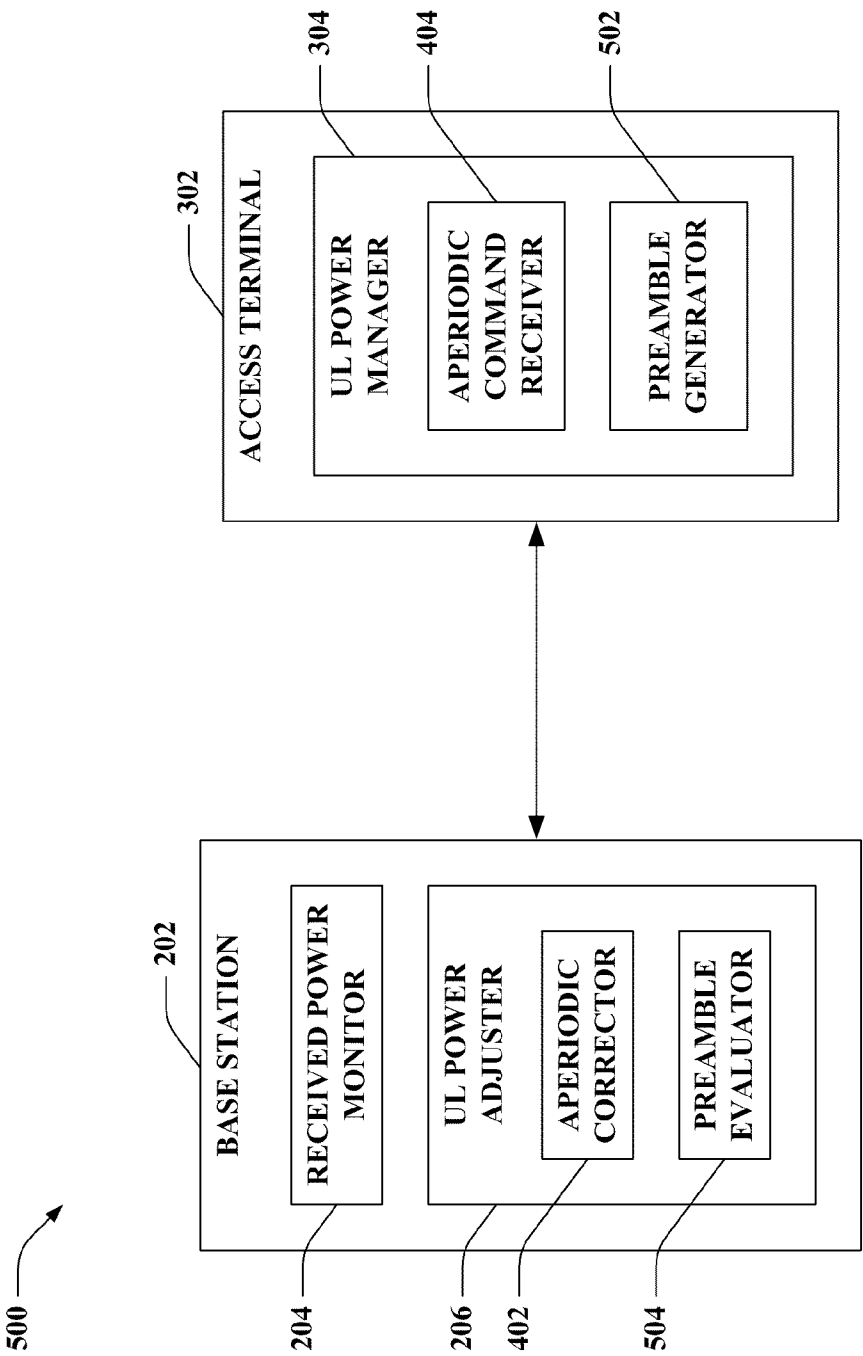 500
202
BASE STATION
204
RECEIVED POWER
MONITOR
206
UL POWER
ADJUSTER
402
APERIODIC
CORRECTOR
504
PREAMBLE
EVALUATOR
302
ACCESS TERMINAL
304
UL POWER
MANAGER
404
APERIODIC
COMMAND
RECEIVER
502
PREAMBLE
GENERATOR